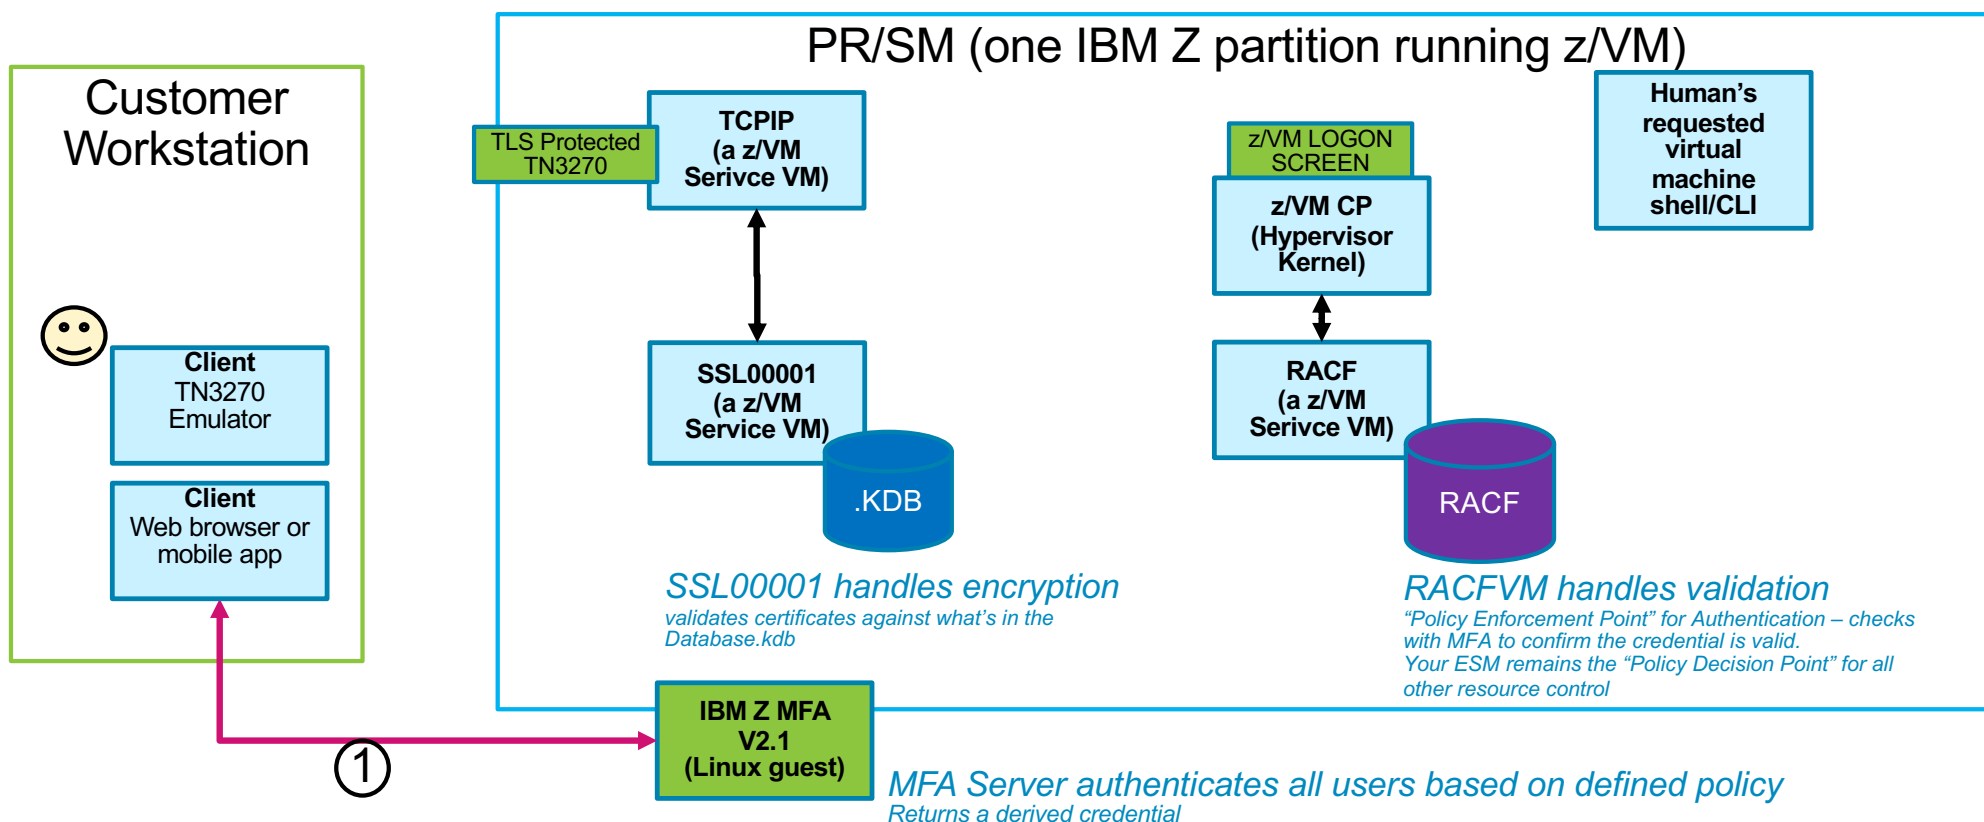 PR/SM (one IBM Z partition running z/VM)
Customer
Workstation
TLS Protected
TN3270
TCPIP
(a z/VM
Serivce VM)
z/VM LOGON
SCREEN
z/VM CP
(Hypervisor
Kernel)
Human’s
requested
virtual
machine
shell/CLI
Client
TN3270
Emulator
Client
Web browser or
mobile app
SSL00001
(a z/VM
Service VM)
.KDB
RACF
(a z/VM
Serivce VM)
RACF
SSL00001 handles encryption
validates certificates against what’s in the
Database.kdb
RACFVM handles validation
“Policy Enforcement Point” for Authentication – checks
with MFA to confirm the credential is valid.
Your ESM remains the “Policy Decision Point” for all
other resource control
IBM Z MFA
V2.1
(Linux guest)
1
MFA Server authenticates all users based on defined policy
Returns a derived credential